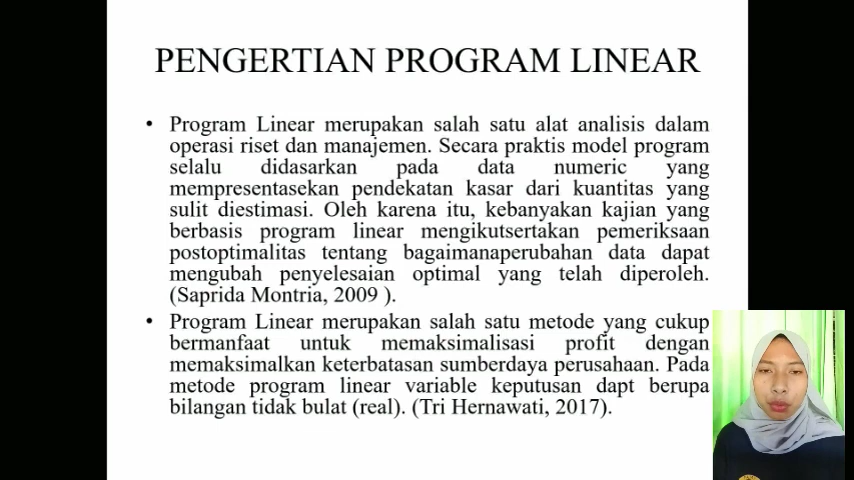 PENGERTIAN PROGRAM LINEAR
• Program Linear merupakan salah satu alat analisis dalam
operasi riset dan manajemen. Secara praktis model program
selalu didasarkan pada data numeric yang
mempresentasekan pendekatan kasar dari kuantitas yang
sulit diestimasi. Oleh karena itu, kebanyakan kajian yang
berbasis program linear mengikutsertakan pemeriksaan
postoptimalitas tentang bagaimanaperubahan data dapat
mengubah penyelesaian optimal yang telah diperoleh.
(Saprida Montria, 2009 ).
• Program Linear merupakan salah satu metode yang cukup
bermanfaat untuk memaksimalisasi profit dengan
memaksimalkan keterbatasan sumberdaya perusahaan. Pada
metode program linear variable keputusan dapt berupa
bilangan tidak bulat (real). (Tri Hernawati, 2017).